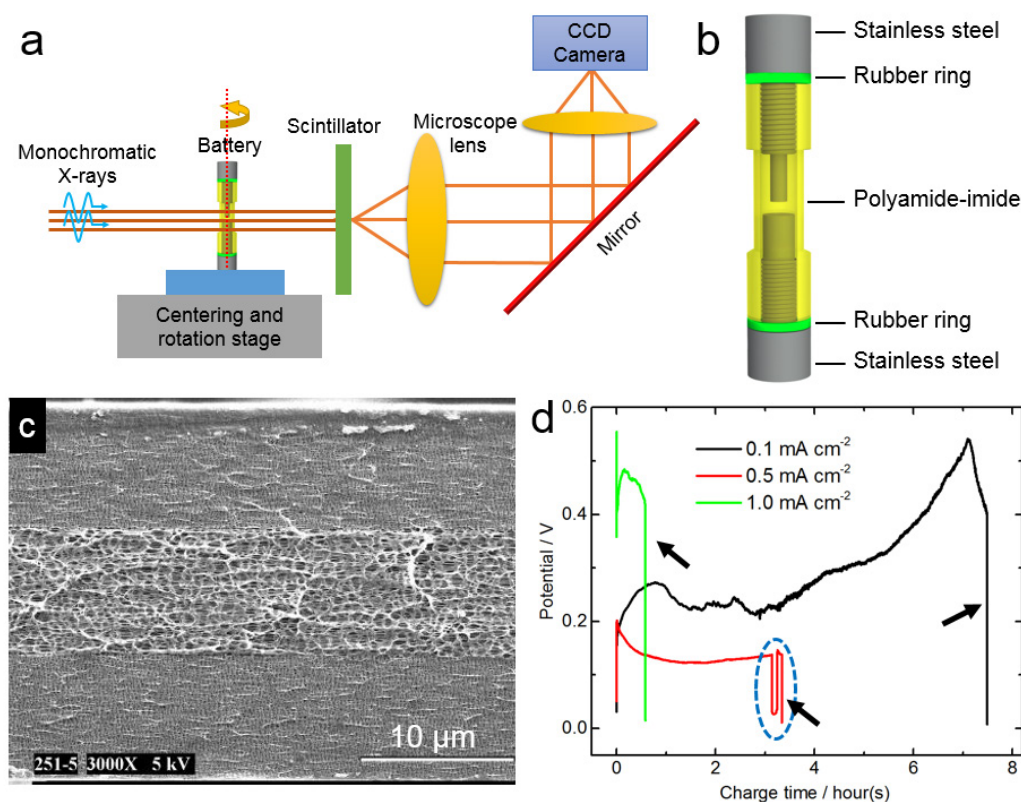 a
Monochromatic
X-rays
Battery
Scintillator
Microscope
lens
CCD
Camera
Mirror
Centering and
rotation stage
b
Stainless steel
Rubber ring
Polyamide-imide
Rubber ring
Stainless steel
c
251-5 3000X 5 kV
10 μm
d
0.1 mA cm⁻²
0.5 mA cm⁻²
1.0 mA cm⁻²
Potential / V
0.6
0.4
0.2
0.0
0 2 4 6 8
Charge time / hour(s)